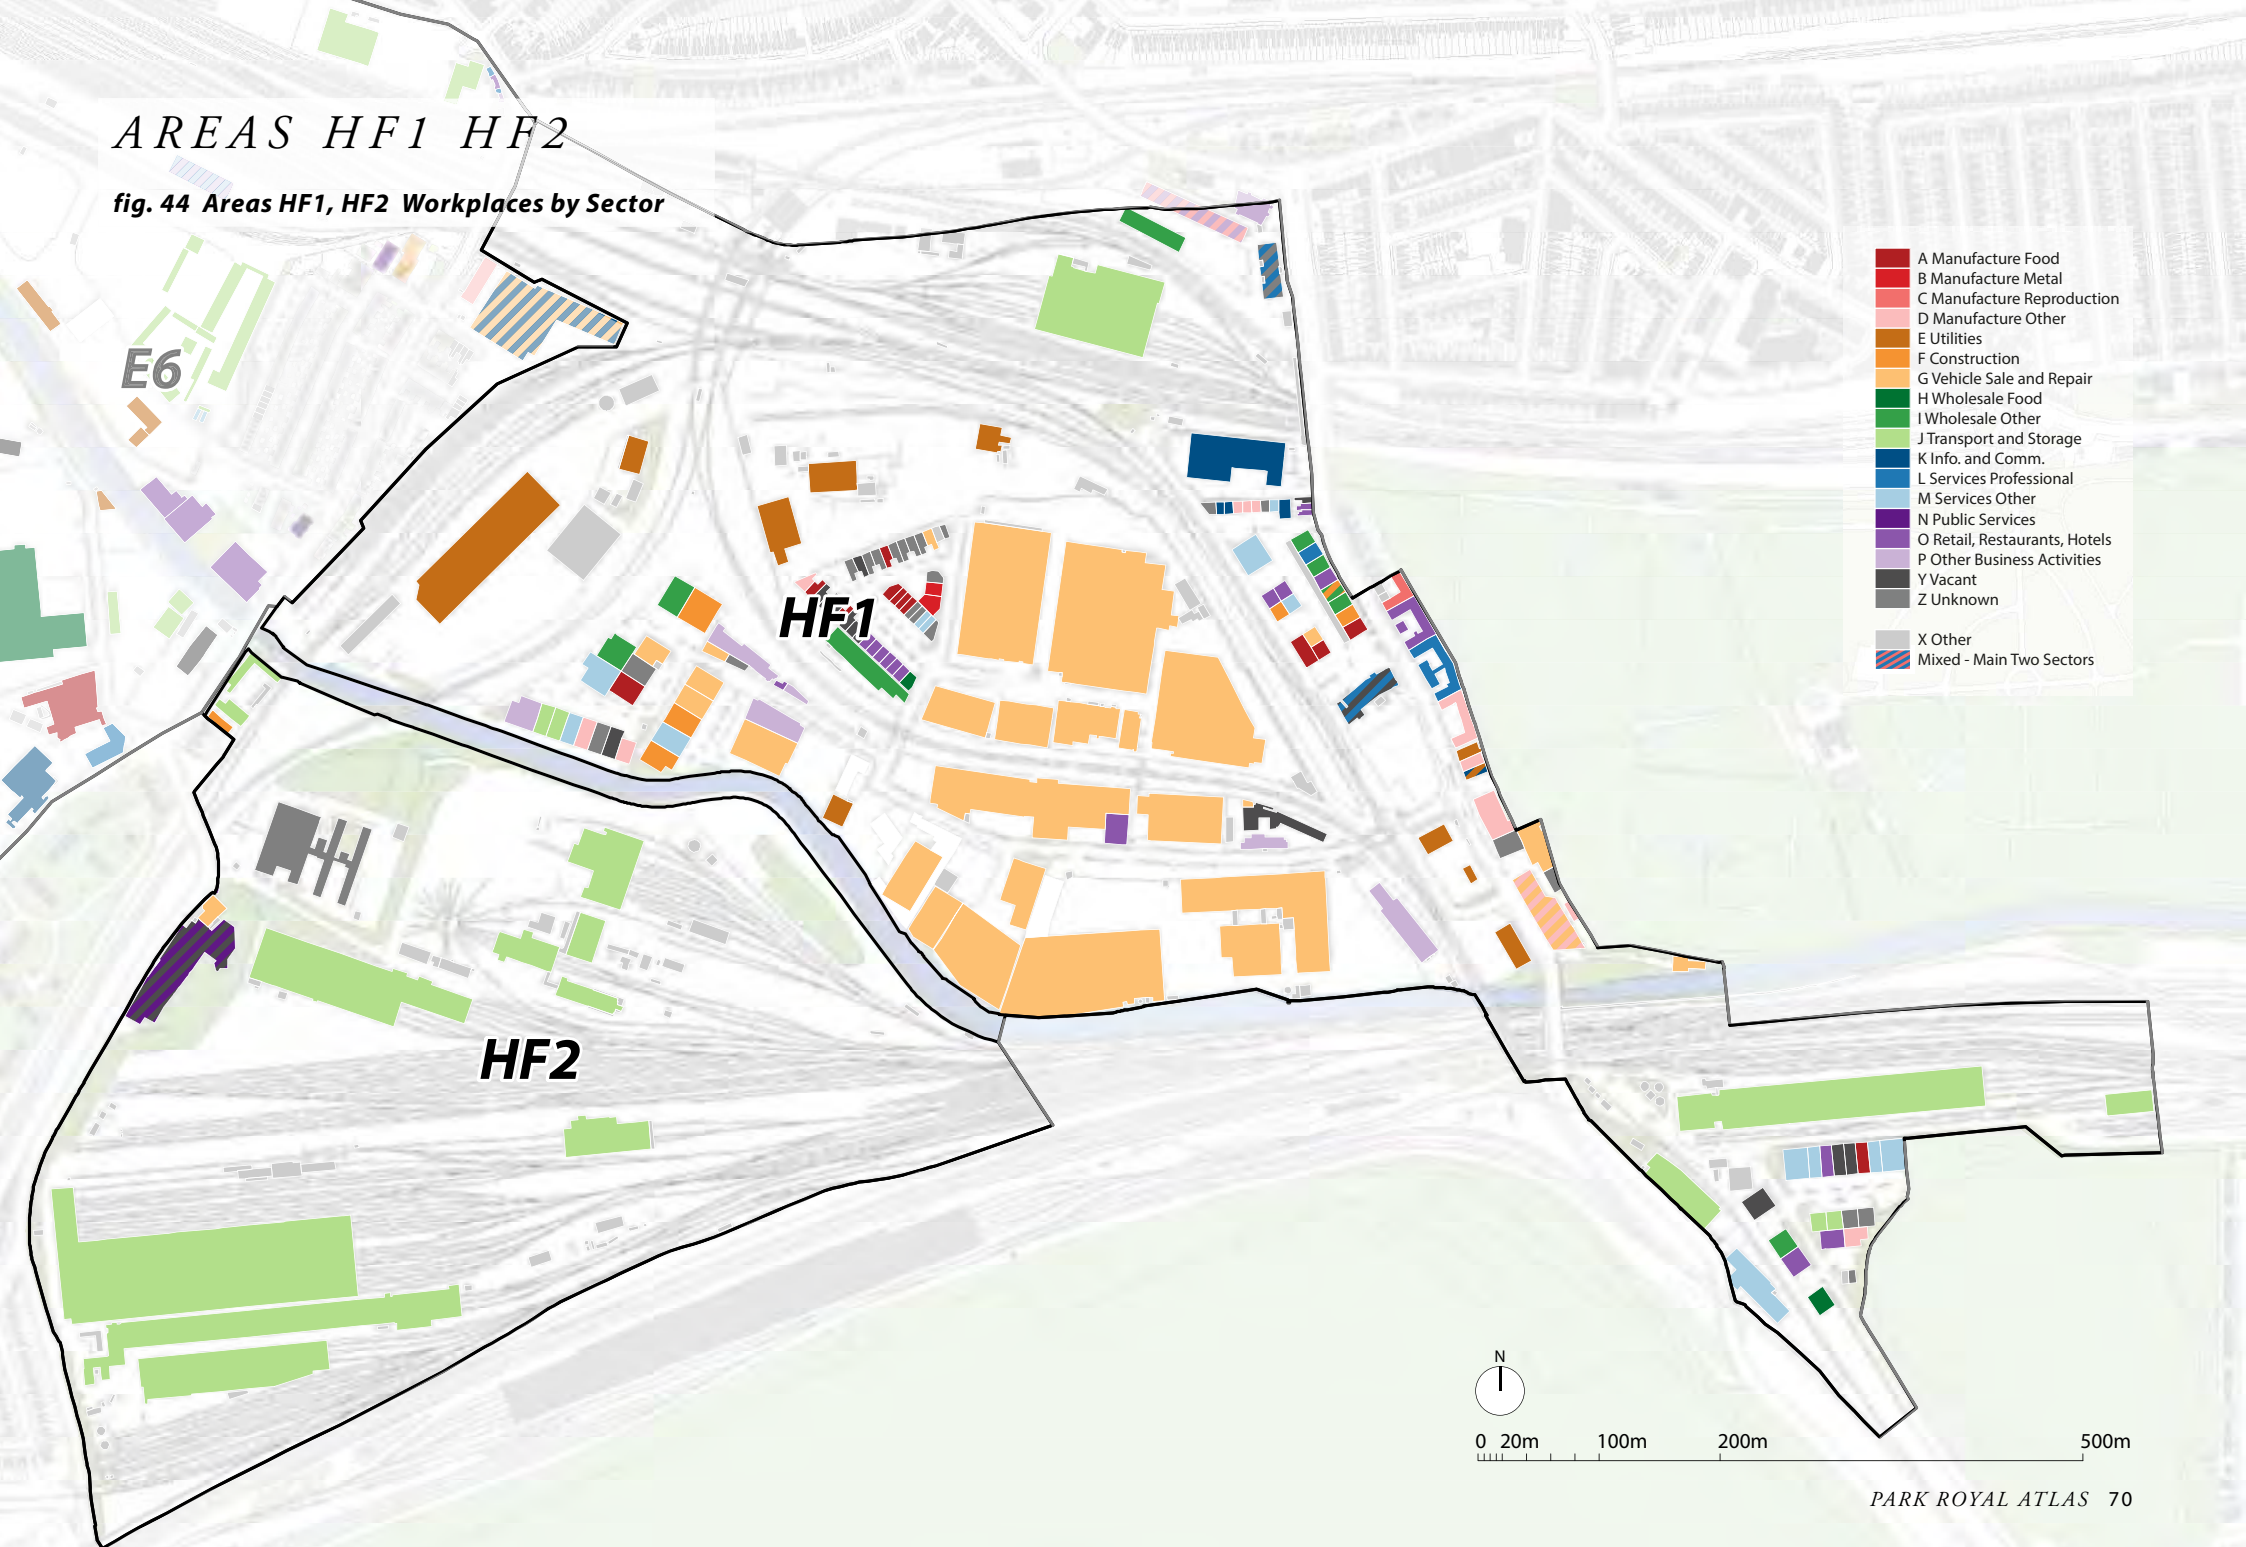 AREAS HF1 HF2
fig. 44 Areas HF1, HF2 Workplaces by Sector
E6
HF1
HF2
A Manufacture Food
B Manufacture Metal
C Manufacture Reproduction
D Manufacture Other
E Utilities
F Construction
G Vehicle Sale and Repair
H Wholesale Food
I Wholesale Other
J Transport and Storage
K Info. and Comm.
L Services Professional
M Services Other
N Public Services
O Retail, Restaurants, Hotels
P Other Business Activities
Y Vacant
Z Unknown
X Other
Mixed - Main Two Sectors
N
0 20m 100m 200m 500m
PARK ROYAL ATLAS 70